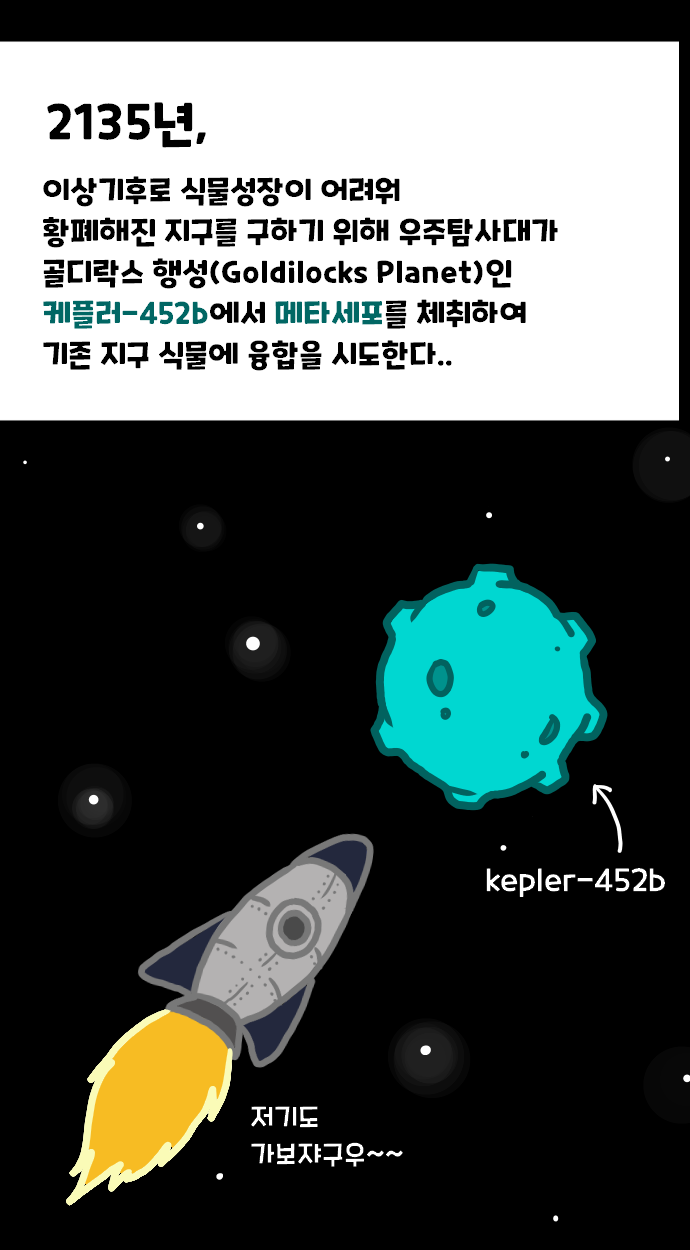 2135년,
이상기후로 식물성장이 어려워
황폐해진 지구를 구하기 위해 우주탐사대가
골디락스 행성(Goldilocks Planet)인
케플러-452b에서 메타세포를 체취하여
기존 지구 식물에 융합을 시도한다..
kepler-452b
저기도
가보쟈구우~~